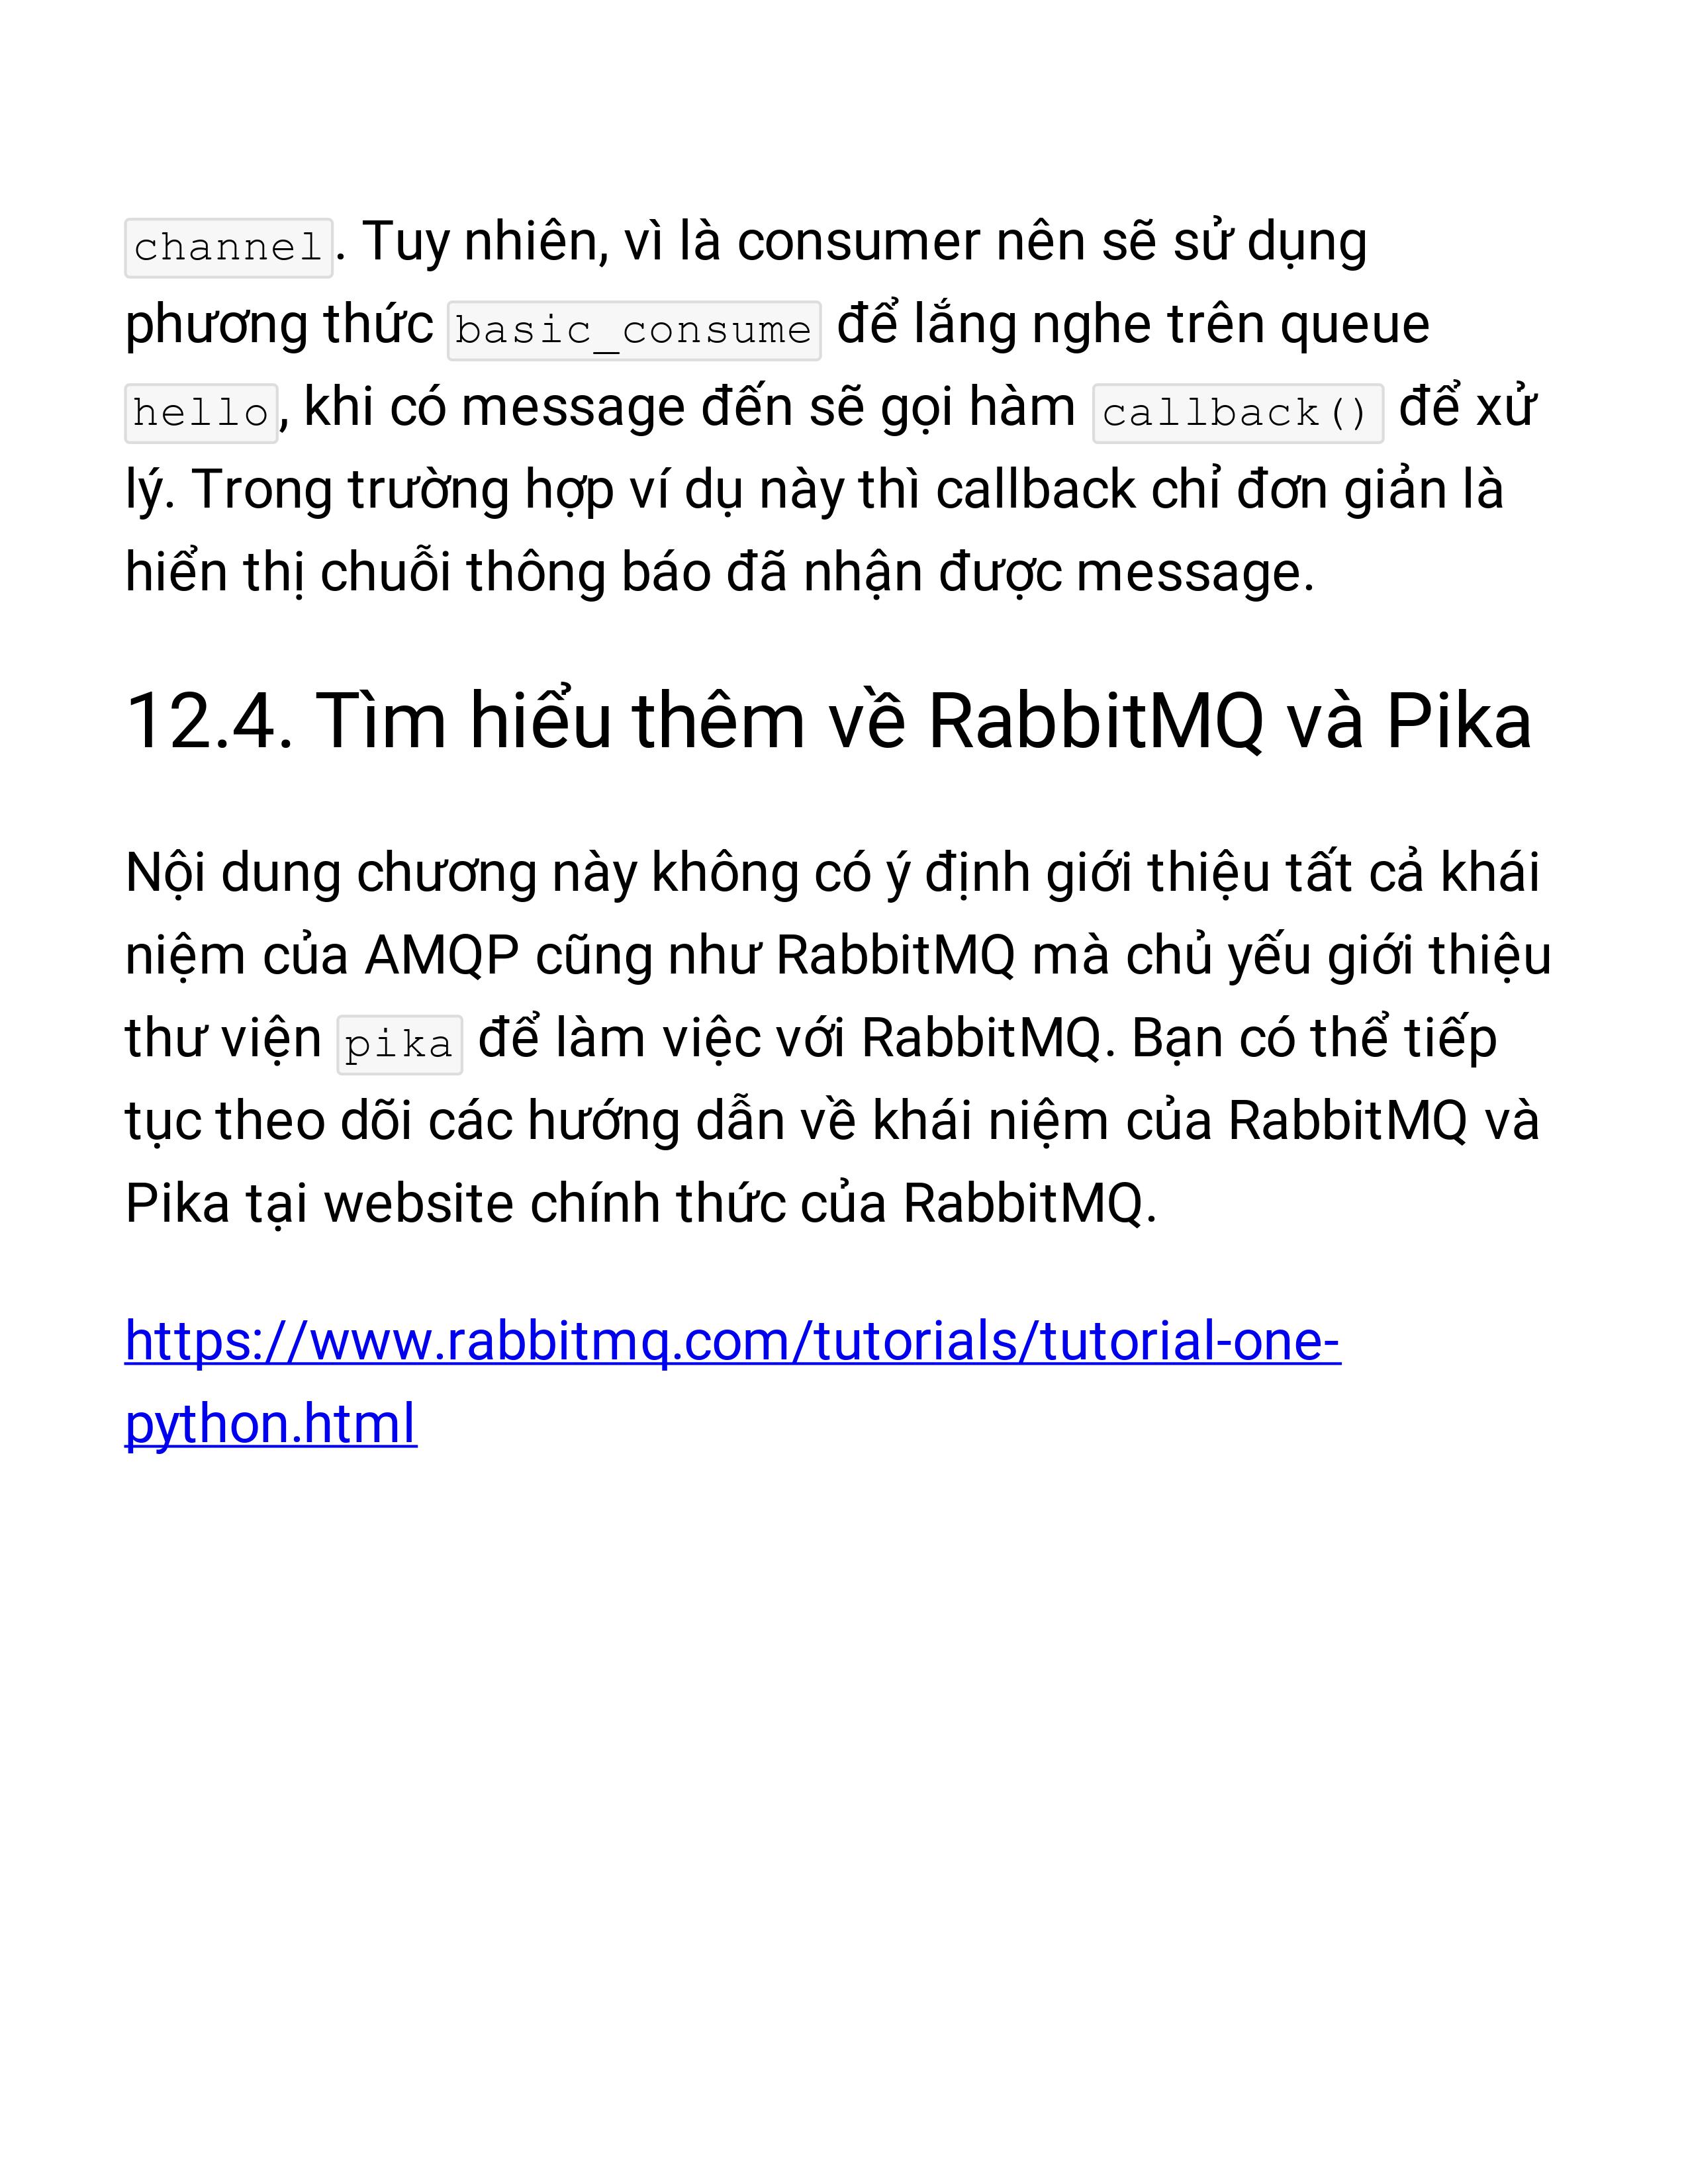 channel. Tuy nhiên, vì là consumer nên sẽ sử dụng
phương thức basic_consume để lắng nghe trên queue
hello, khi có message đến sẽ gọi hàm callback() để xử
lý. Trong trường hợp ví dụ này thì callback chỉ đơn giản là
hiển thị chuỗi thông báo đã nhận được message.
12.4. Tìm hiểu thêm về RabbitMQ và Pika
Nội dung chương này không có ý định giới thiệu tất cả khái
niệm của AMQP cũng như RabbitMQ mà chủ yếu giới thiệu
thư viện pika để làm việc với RabbitMQ. Bạn có thể tiếp
tục theo dõi các hướng dẫn về khái niệm của RabbitMQ và
Pika tại website chính thức của RabbitMQ.
https://www.rabbitmq.com/tutorials/tutorial-one-
python.html